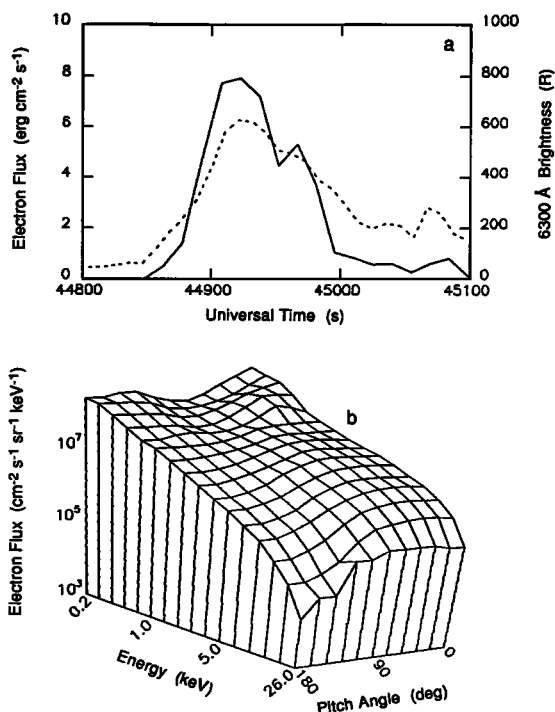 a
10
8
6
4
2
0
Electron Flux (erg cm-2 s-1)
1000
800
600
400
200
0
6300 Å Brightness (R)
44800 44900 45000 45100
Universal Time (s)
b
Electron Flux (cm-2 s-1 sr-1 keV-1)
10⁷
10⁵
10³
0.2 1.0 5.0 26.0
Energy (keV)
180 90 0
Pitch Angle (deg)